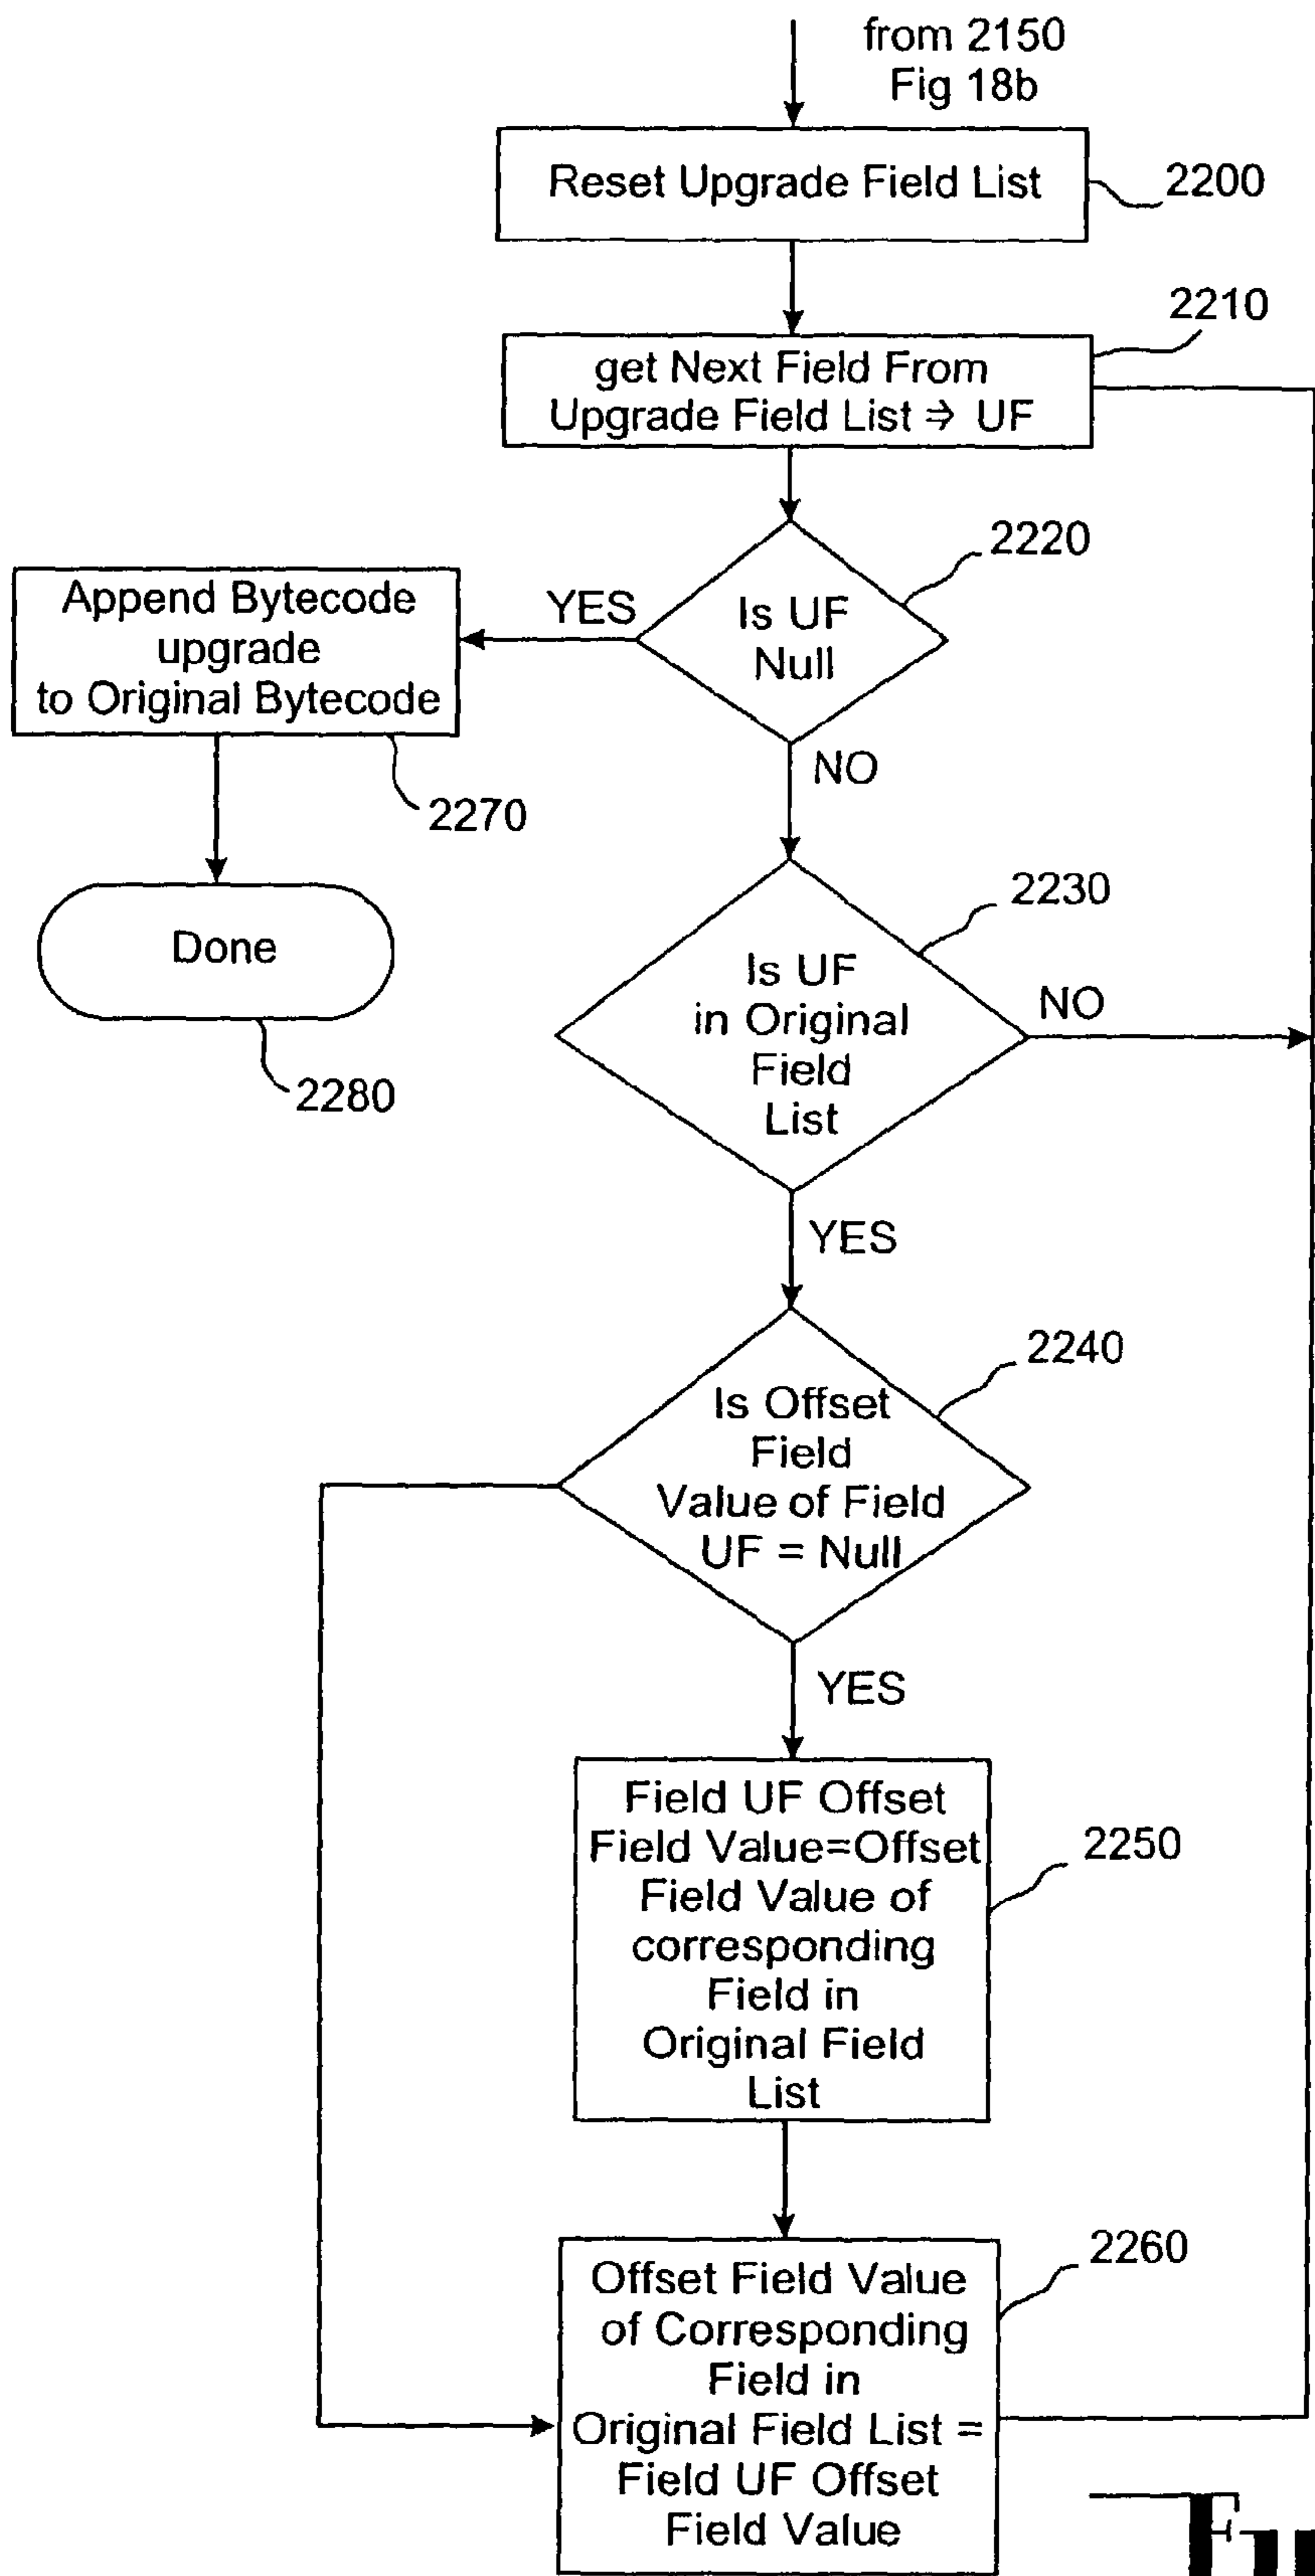 from 2150
Fig 18b
Reset Upgrade Field List
2200
2210
get Next Field From
Upgrade Field List ⇒ UF
2220
Is UF
Null
YES
Append Bytecode
upgrade
to Original Bytecode
NO
2270
2230
Done
Is UF
in Original
Field
List
NO
2280
YES
2240
Is Offset
Field
Value of Field
UF = Null
YES
Field UF Offset
Field Value=Offset
Field Value of
corresponding
Field in
Original Field
List
2250
2260
Offset Field Value
of Corresponding
Field in
Original Field List =
Field UF Offset
Field Value